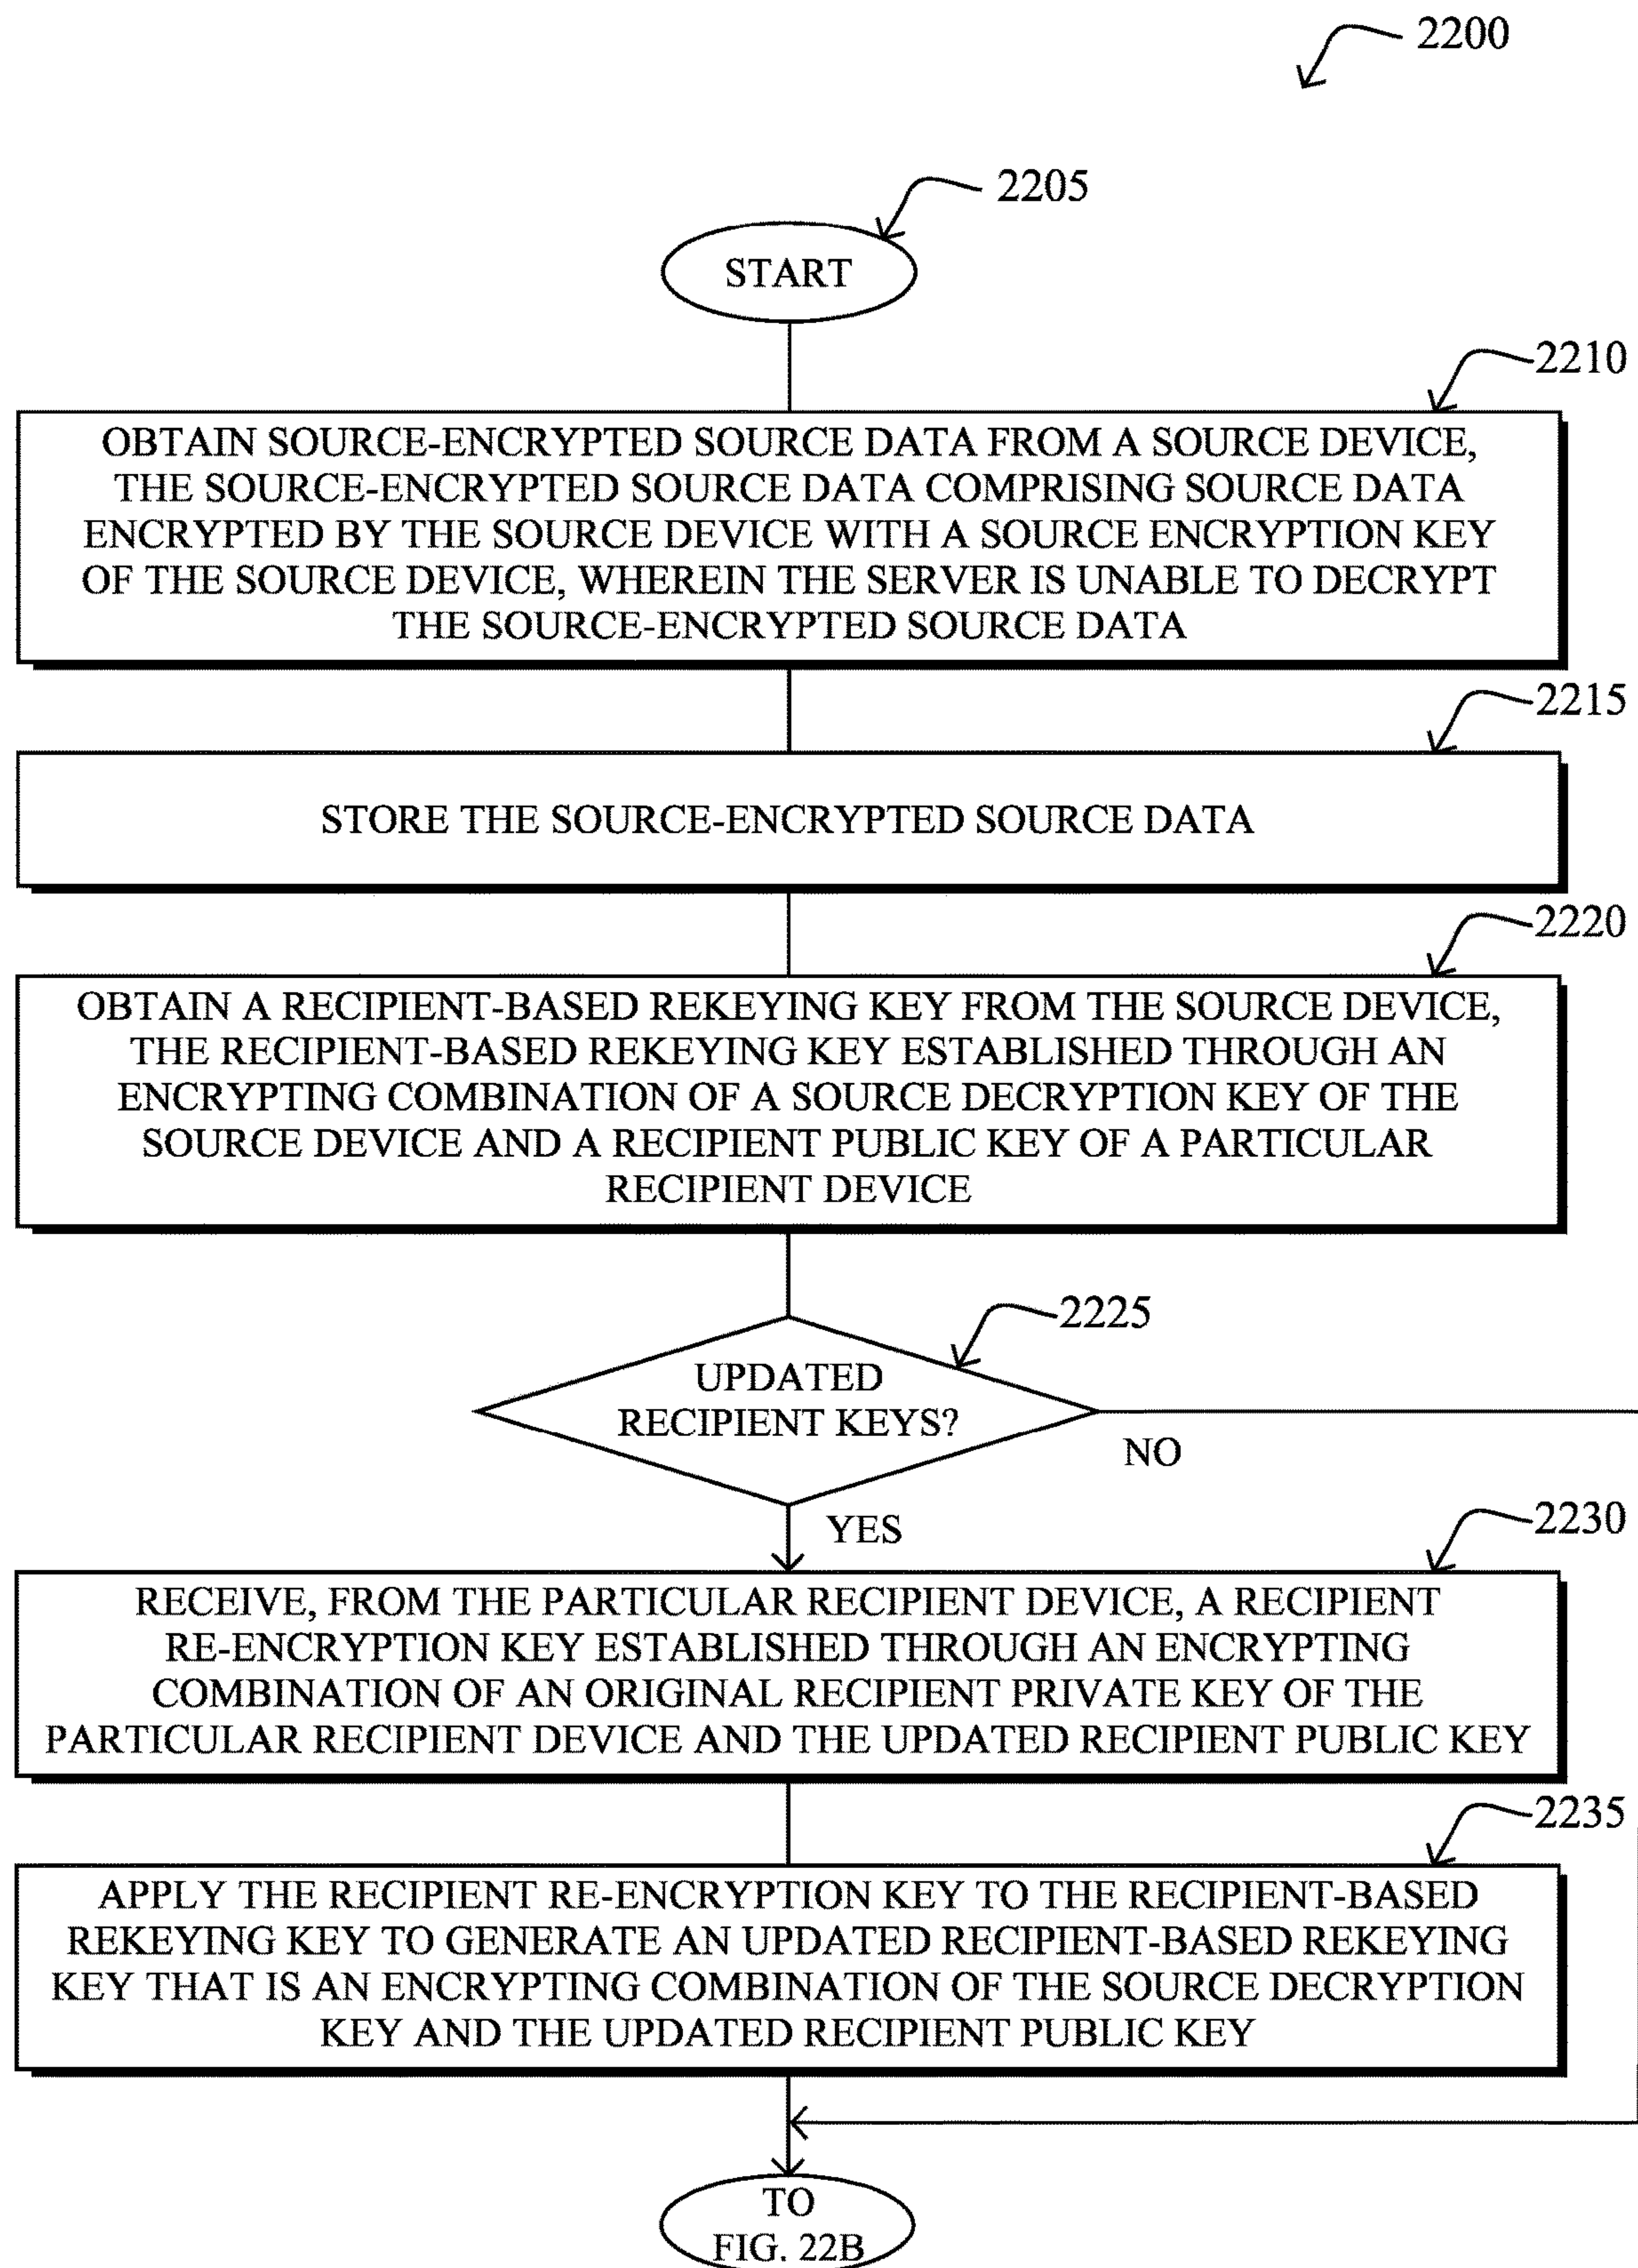 2200
2205
START
2210
OBTAIN SOURCE-ENCRYPTED SOURCE DATA FROM A SOURCE DEVICE,
THE SOURCE-ENCRYPTED SOURCE DATA COMPRISING SOURCE DATA
ENCRYPTED BY THE SOURCE DEVICE WITH A SOURCE ENCRYPTION KEY
OF THE SOURCE DEVICE, WHEREIN THE SERVER IS UNABLE TO DECRYPT
THE SOURCE-ENCRYPTED SOURCE DATA
2215
STORE THE SOURCE-ENCRYPTED SOURCE DATA
2220
OBTAIN A RECIPIENT-BASED REKEYING KEY FROM THE SOURCE DEVICE,
THE RECIPIENT-BASED REKEYING KEY ESTABLISHED THROUGH AN
ENCRYPTING COMBINATION OF A SOURCE DECRYPTION KEY OF THE
SOURCE DEVICE AND A RECIPIENT PUBLIC KEY OF A PARTICULAR
RECIPIENT DEVICE
2225
UPDATED
RECIPIENT KEYS?
NO
YES
2230
RECEIVE, FROM THE PARTICULAR RECIPIENT DEVICE, A RECIPIENT
RE-ENCRYPTION KEY ESTABLISHED THROUGH AN ENCRYPTING
COMBINATION OF AN ORIGINAL RECIPIENT PRIVATE KEY OF THE
PARTICULAR RECIPIENT DEVICE AND THE UPDATED RECIPIENT PUBLIC KEY
2235
APPLY THE RECIPIENT RE-ENCRYPTION KEY TO THE RECIPIENT-BASED
REKEYING KEY TO GENERATE AN UPDATED RECIPIENT-BASED REKEYING
KEY THAT IS AN ENCRYPTING COMBINATION OF THE SOURCE DECRYPTION
KEY AND THE UPDATED RECIPIENT PUBLIC KEY
TO
FIG. 22B